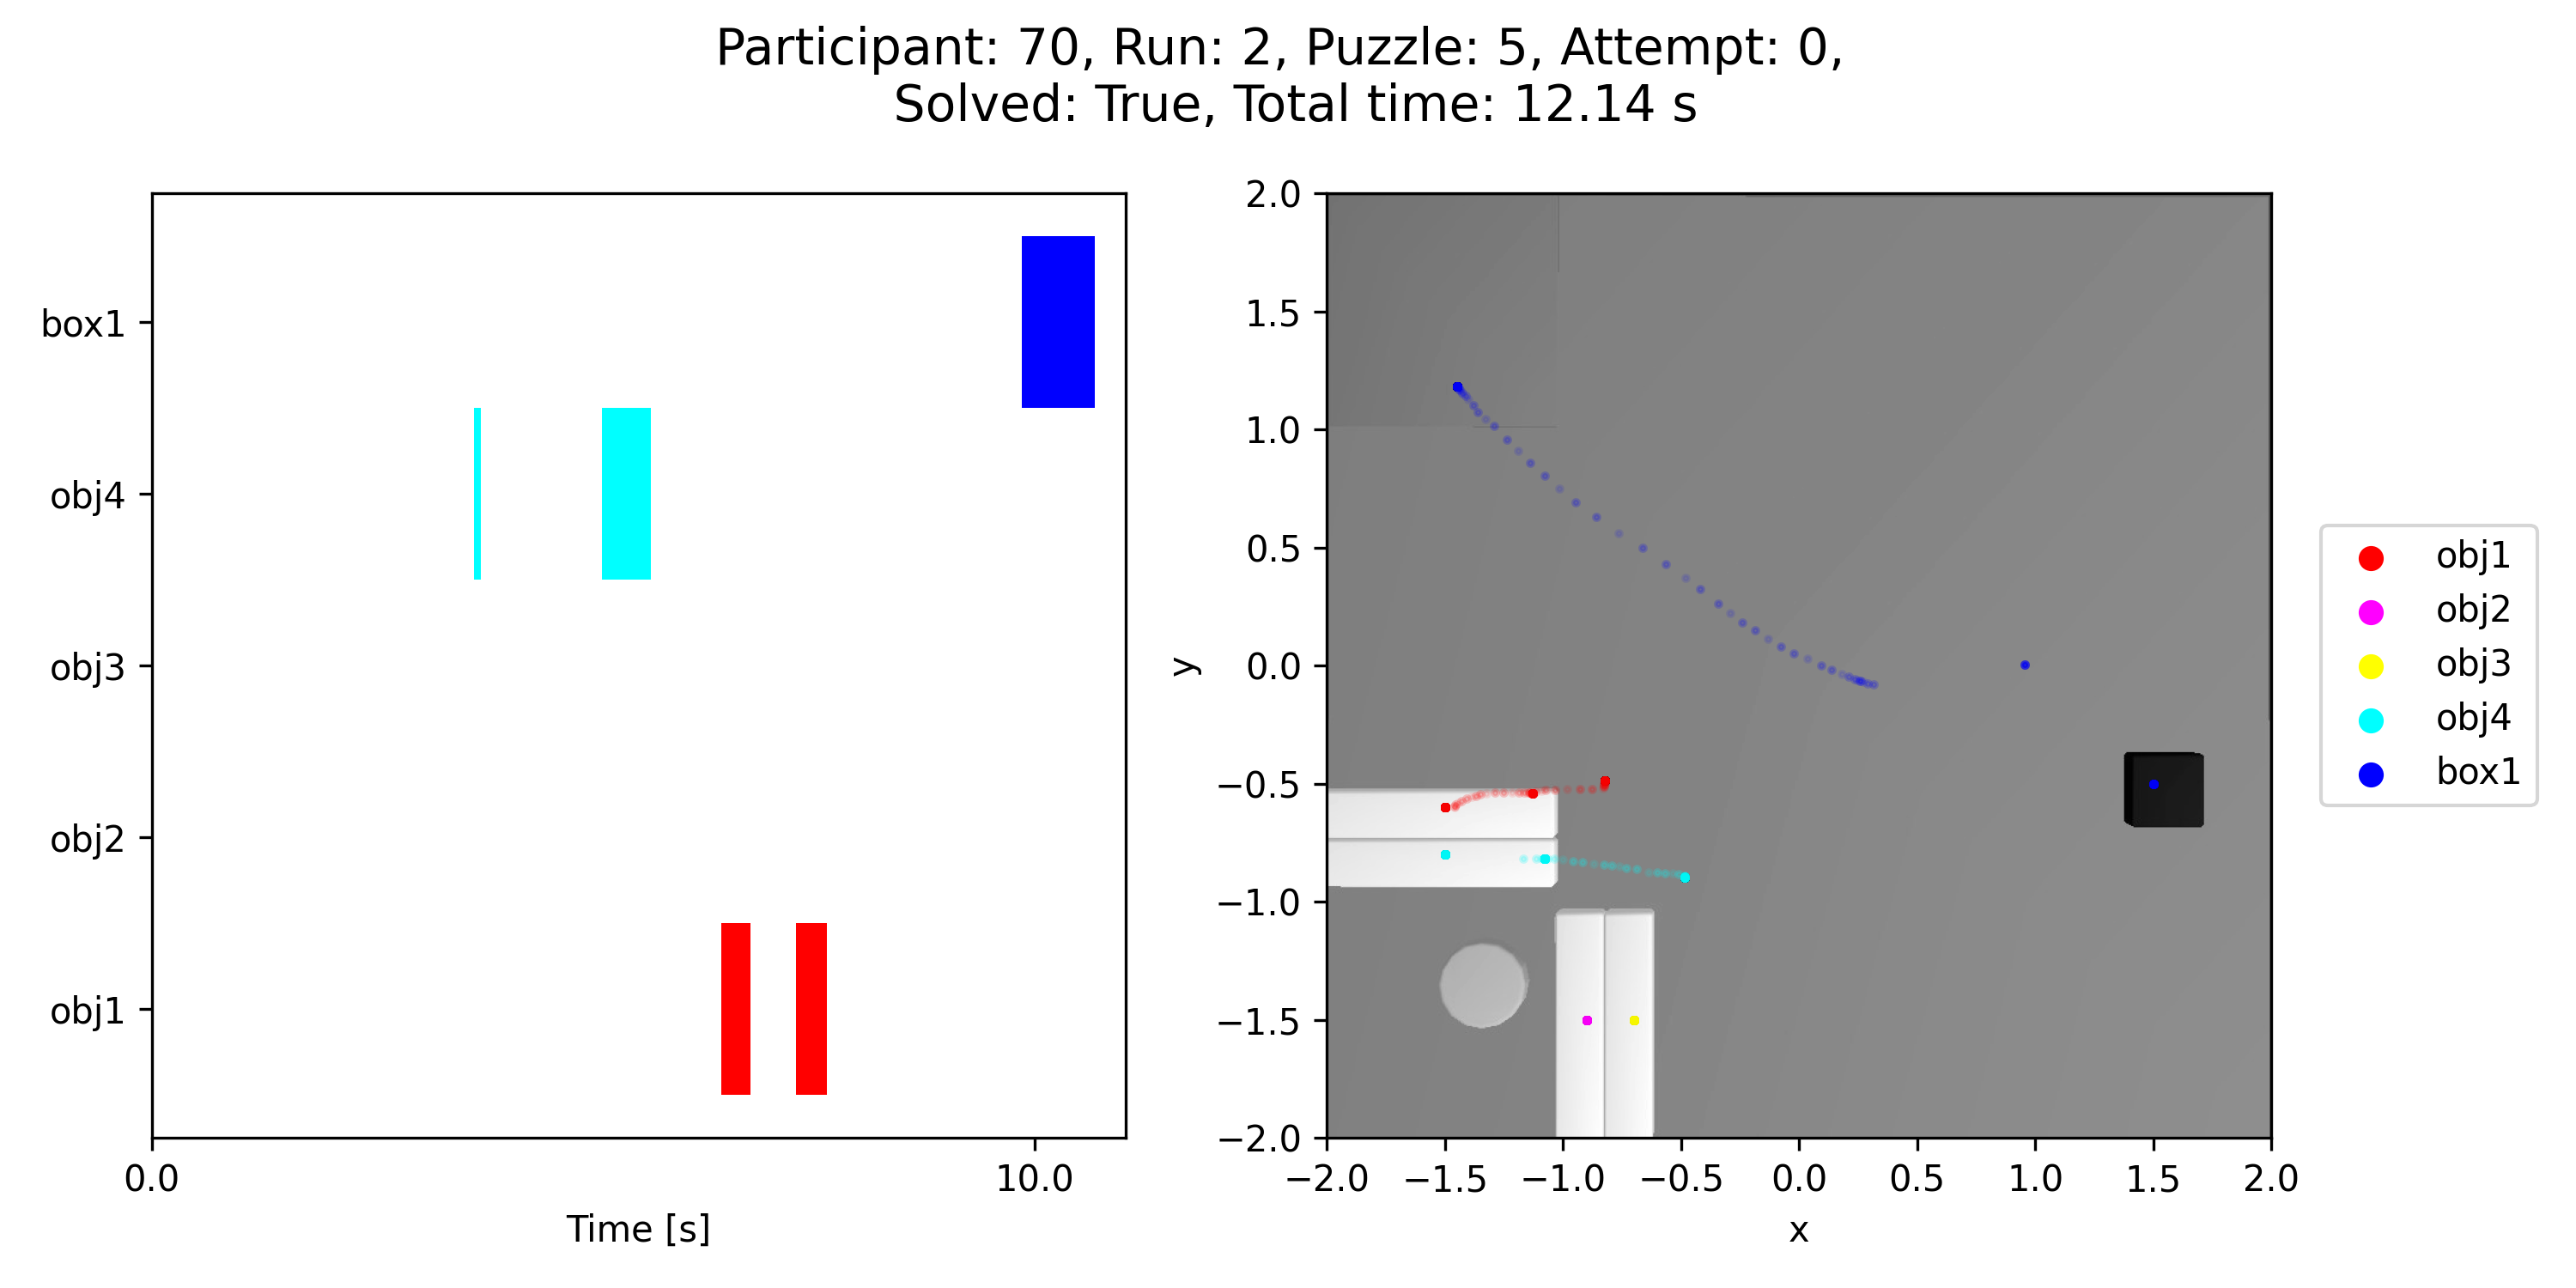 Participant: 70, Run: 2, Puzzle: 5, Attempt: 0,
Solved: True, Total time: 12.14 s
box1
obj4
obj3
obj2
obj1
0.0
10.0
Time [s]
2.0
1.5
1.0
0.5
0.0
−0.5
−1.0
−1.5
−2.0
y
−2.0
−1.5
−1.0
−0.5
0.0
0.5
1.0
1.5
2.0
x
obj1
obj2
obj3
obj4
box1